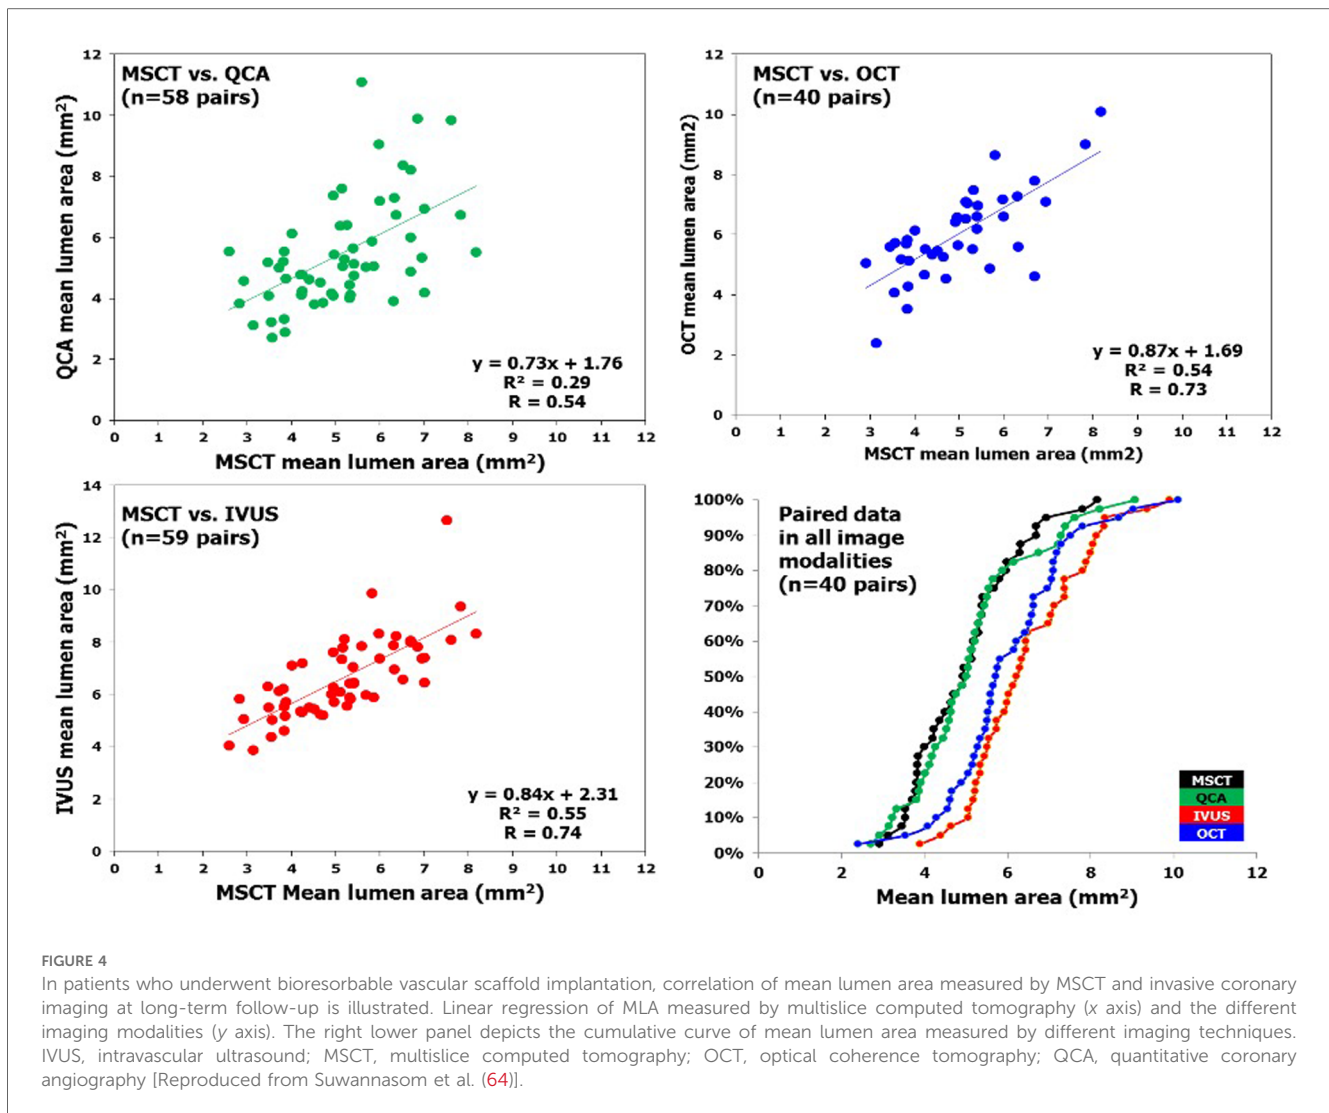 MSCT vs. QCA
(n=58 pairs)
12
10
8
6
4
2
0
QCA mean lumen area (mm²)
y = 0.73x + 1.76
R² = 0.29
R = 0.54
0 1 2 3 4 5 6 7 8 9 10 11 12
MSCT mean lumen area (mm²)
MSCT vs. OCT
(n=40 pairs)
12
10
8
6
4
2
0
OCT mean lumen area (mm2)
y = 0.87x + 1.69
R² = 0.54
R = 0.73
0 1 2 3 4 5 6 7 8 9 10 11 12
MSCT mean lumen area (mm2)
MSCT vs. IVUS
(n=59 pairs)
14
12
10
8
6
4
2
0
IVUS mean lumen area (mm²)
y = 0.84x + 2.31
R² = 0.55
R = 0.74
0 1 2 3 4 5 6 7 8 9 10 11 12
MSCT Mean lumen area (mm²)
Paired data
in all image
modalities
(n=40 pairs)
100%
90%
80%
70%
60%
50%
40%
30%
20%
10%
0%
MSCT
QCA
IVUS
OCT
0 2 4 6 8 10 12
Mean lumen area (mm²)
FIGURE 4
In patients who underwent bioresorbable vascular scaffold implantation, correlation of mean lumen area measured by MSCT and invasive coronary
imaging at long-term follow-up is illustrated. Linear regression of MLA measured by multislice computed tomography (x axis) and the different
imaging modalities (y axis). The right lower panel depicts the cumulative curve of mean lumen area measured by different imaging techniques.
IVUS, intravascular ultrasound; MSCT, multislice computed tomography; OCT, optical coherence tomography; QCA, quantitative coronary
angiography [Reproduced from Suwannasom et al. (64)].